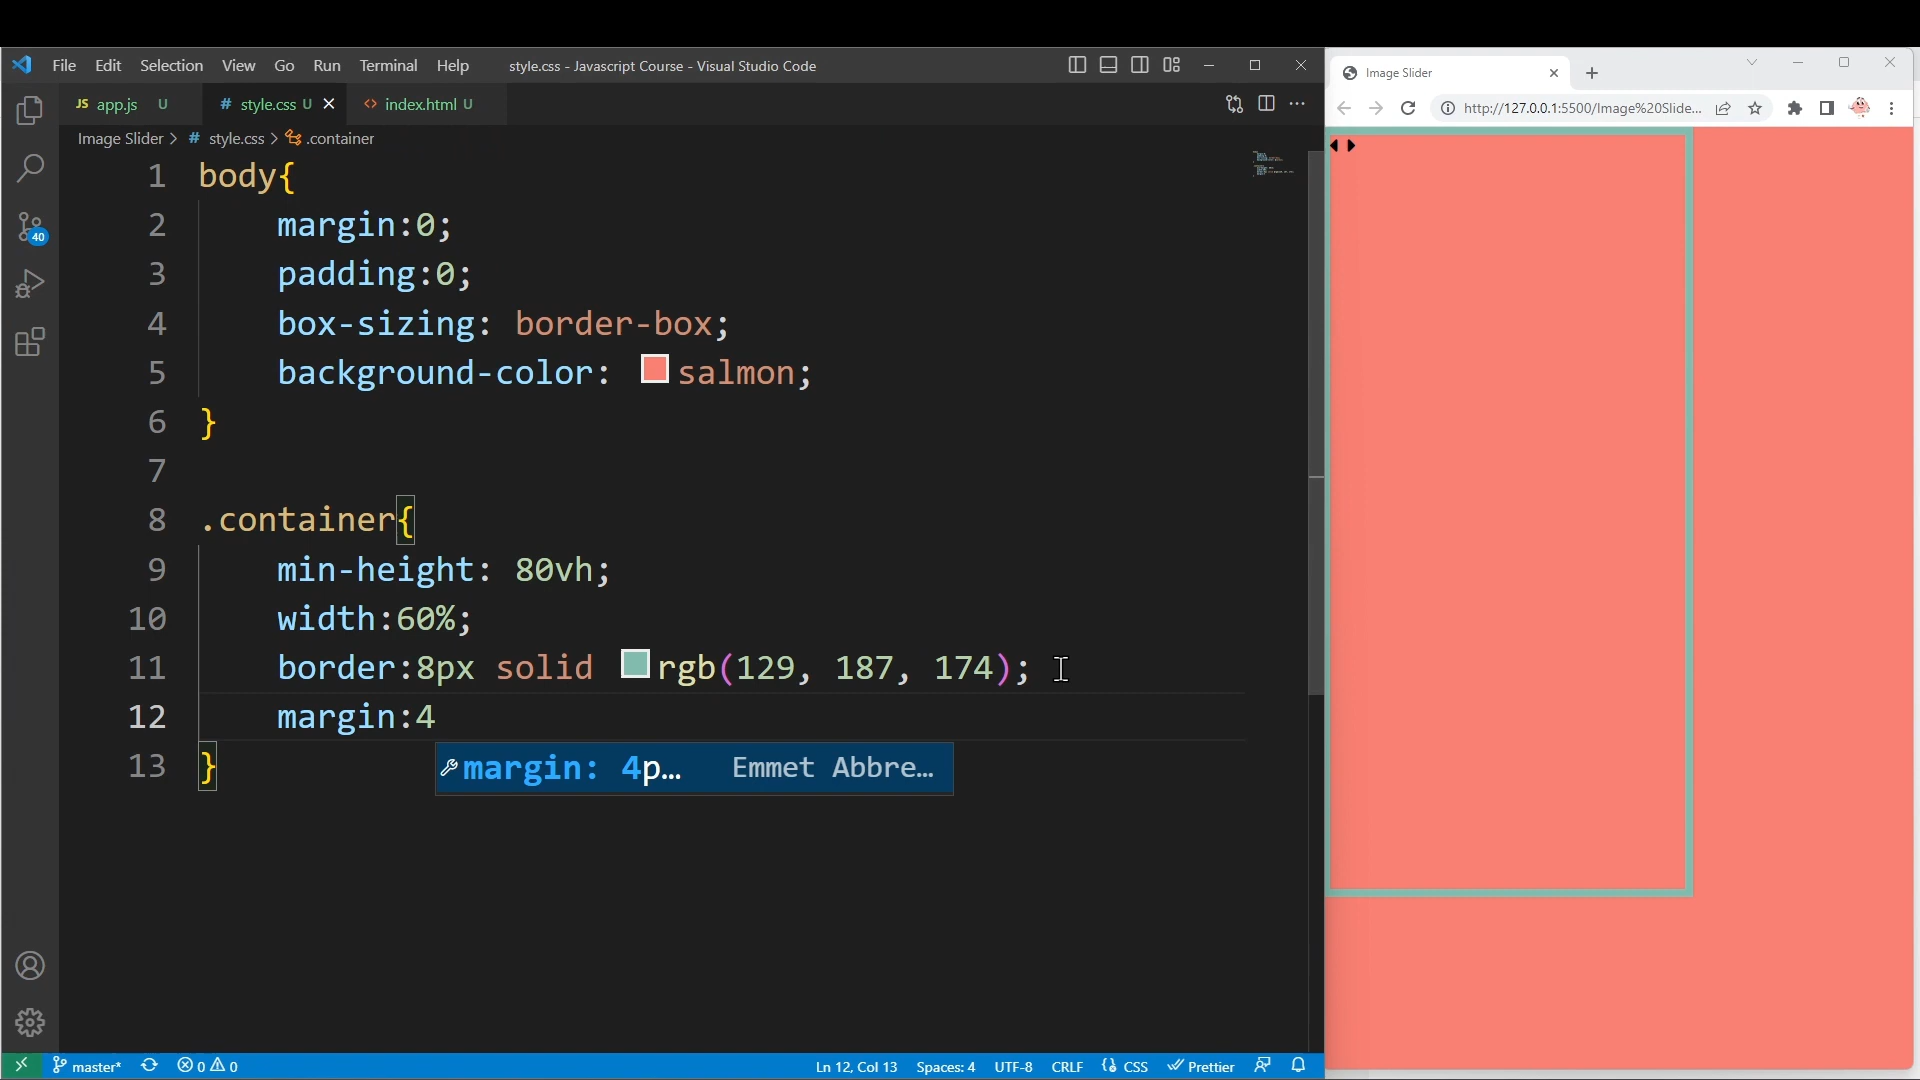 File Edit Selection View Go Run Terminal Help style.css - Javascript Course - Visual Studio Code
Image Slider
JS app.js U # style.css U index.html U
http://127.0.0.1:5500/Image%20Slide...
Image Slider > # style.css > .container
40
1 body{
2 margin:0;
3 padding:0;
4 box-sizing: border-box;
5 background-color: salmon;
6 }
7
8 .container{
9 min-height: 80vh;
10 width:60%;
11 border:8px solid rgb(129, 187, 174);
12 margin:4
13 }
margin: 4p… Emmet Abbre…
master* 0 0 Ln 12, Col 13 Spaces: 4 UTF-8 CRLF CSS Prettier